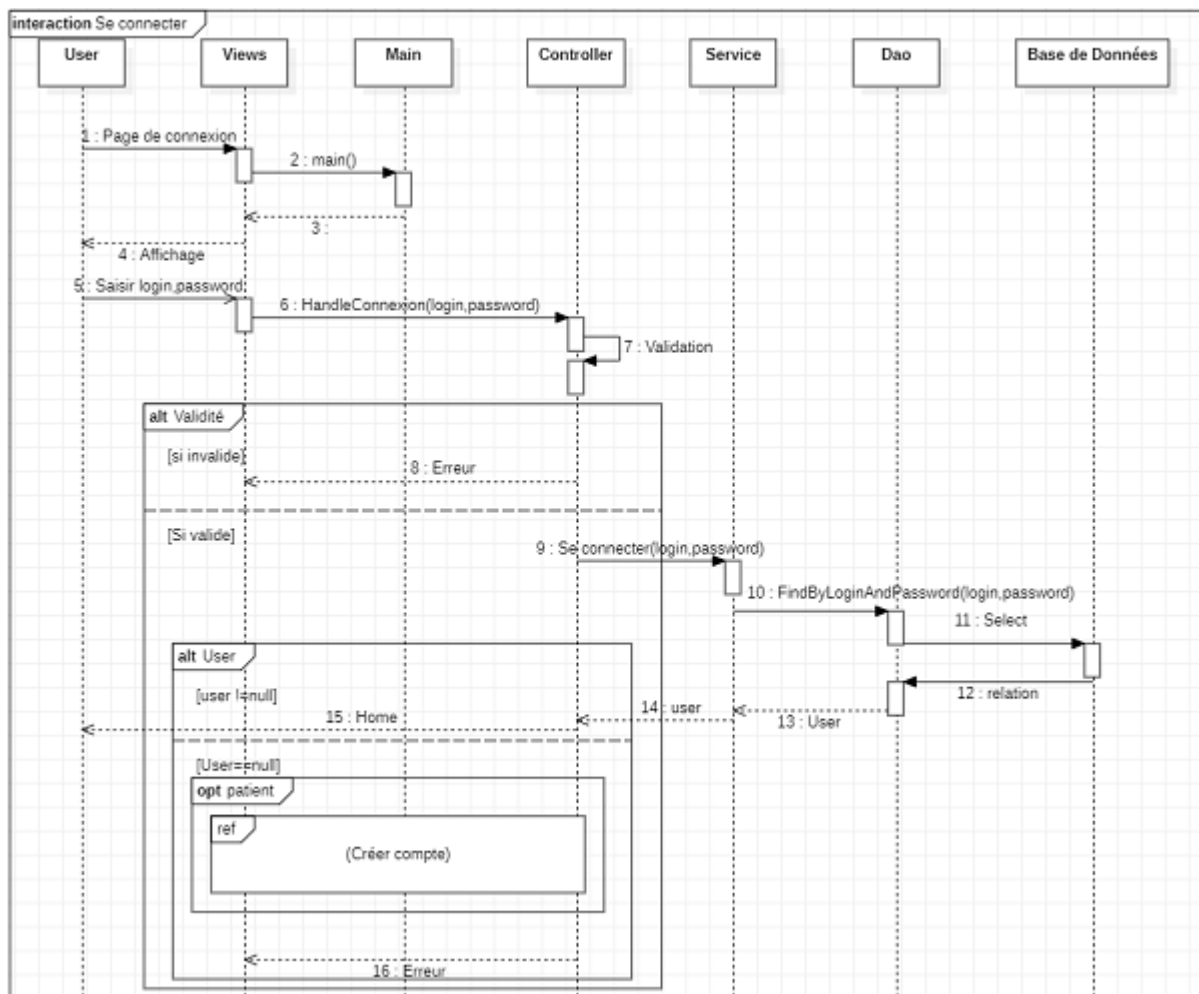 interaction Se connecter
User
Views
Main
Controller
Service
Dao
Base de Données
1 : Page de connexion
2 : main()
3 :
4 : Affichage
5 : Saisir login,password
6 : HandleConnexion(login,password)
7 : Validation
alt Validité
[si invalide]
8 : Erreur
[Si valide]
9 : Se connecter(login,password)
10 : FindByLoginAndPassword(login,password)
11 : Select
alt User
[user !=null]
12 : relation
13 : User
14 : user
15 : Home
[User==null]
opt patient
ref
(Créer compte)
16 : Erreur